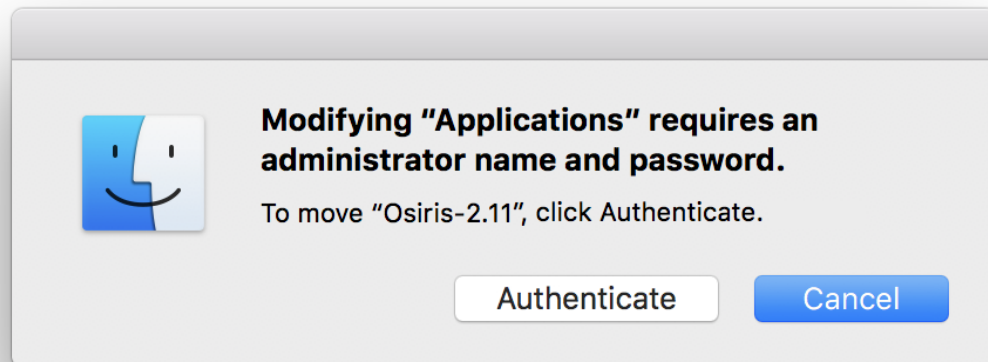 Modifying “Applications” requires an
administrator name and password.
To move “Osiris-2.11”, click Authenticate.
Authenticate
Cancel